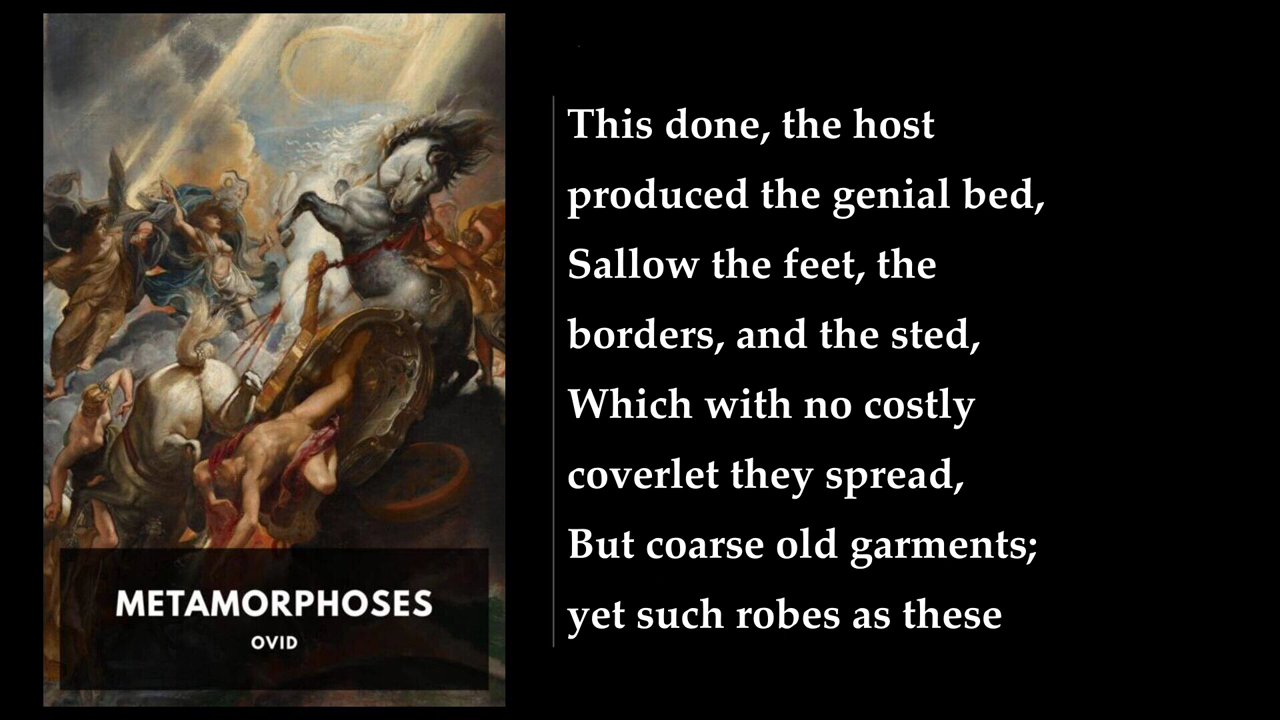 METAMORPHOSES
OVID
This done, the host
produced the genial bed,
Sallow the feet, the
borders, and the sted,
Which with no costly
coverlet they spread,
But coarse old garments;
yet such robes as these